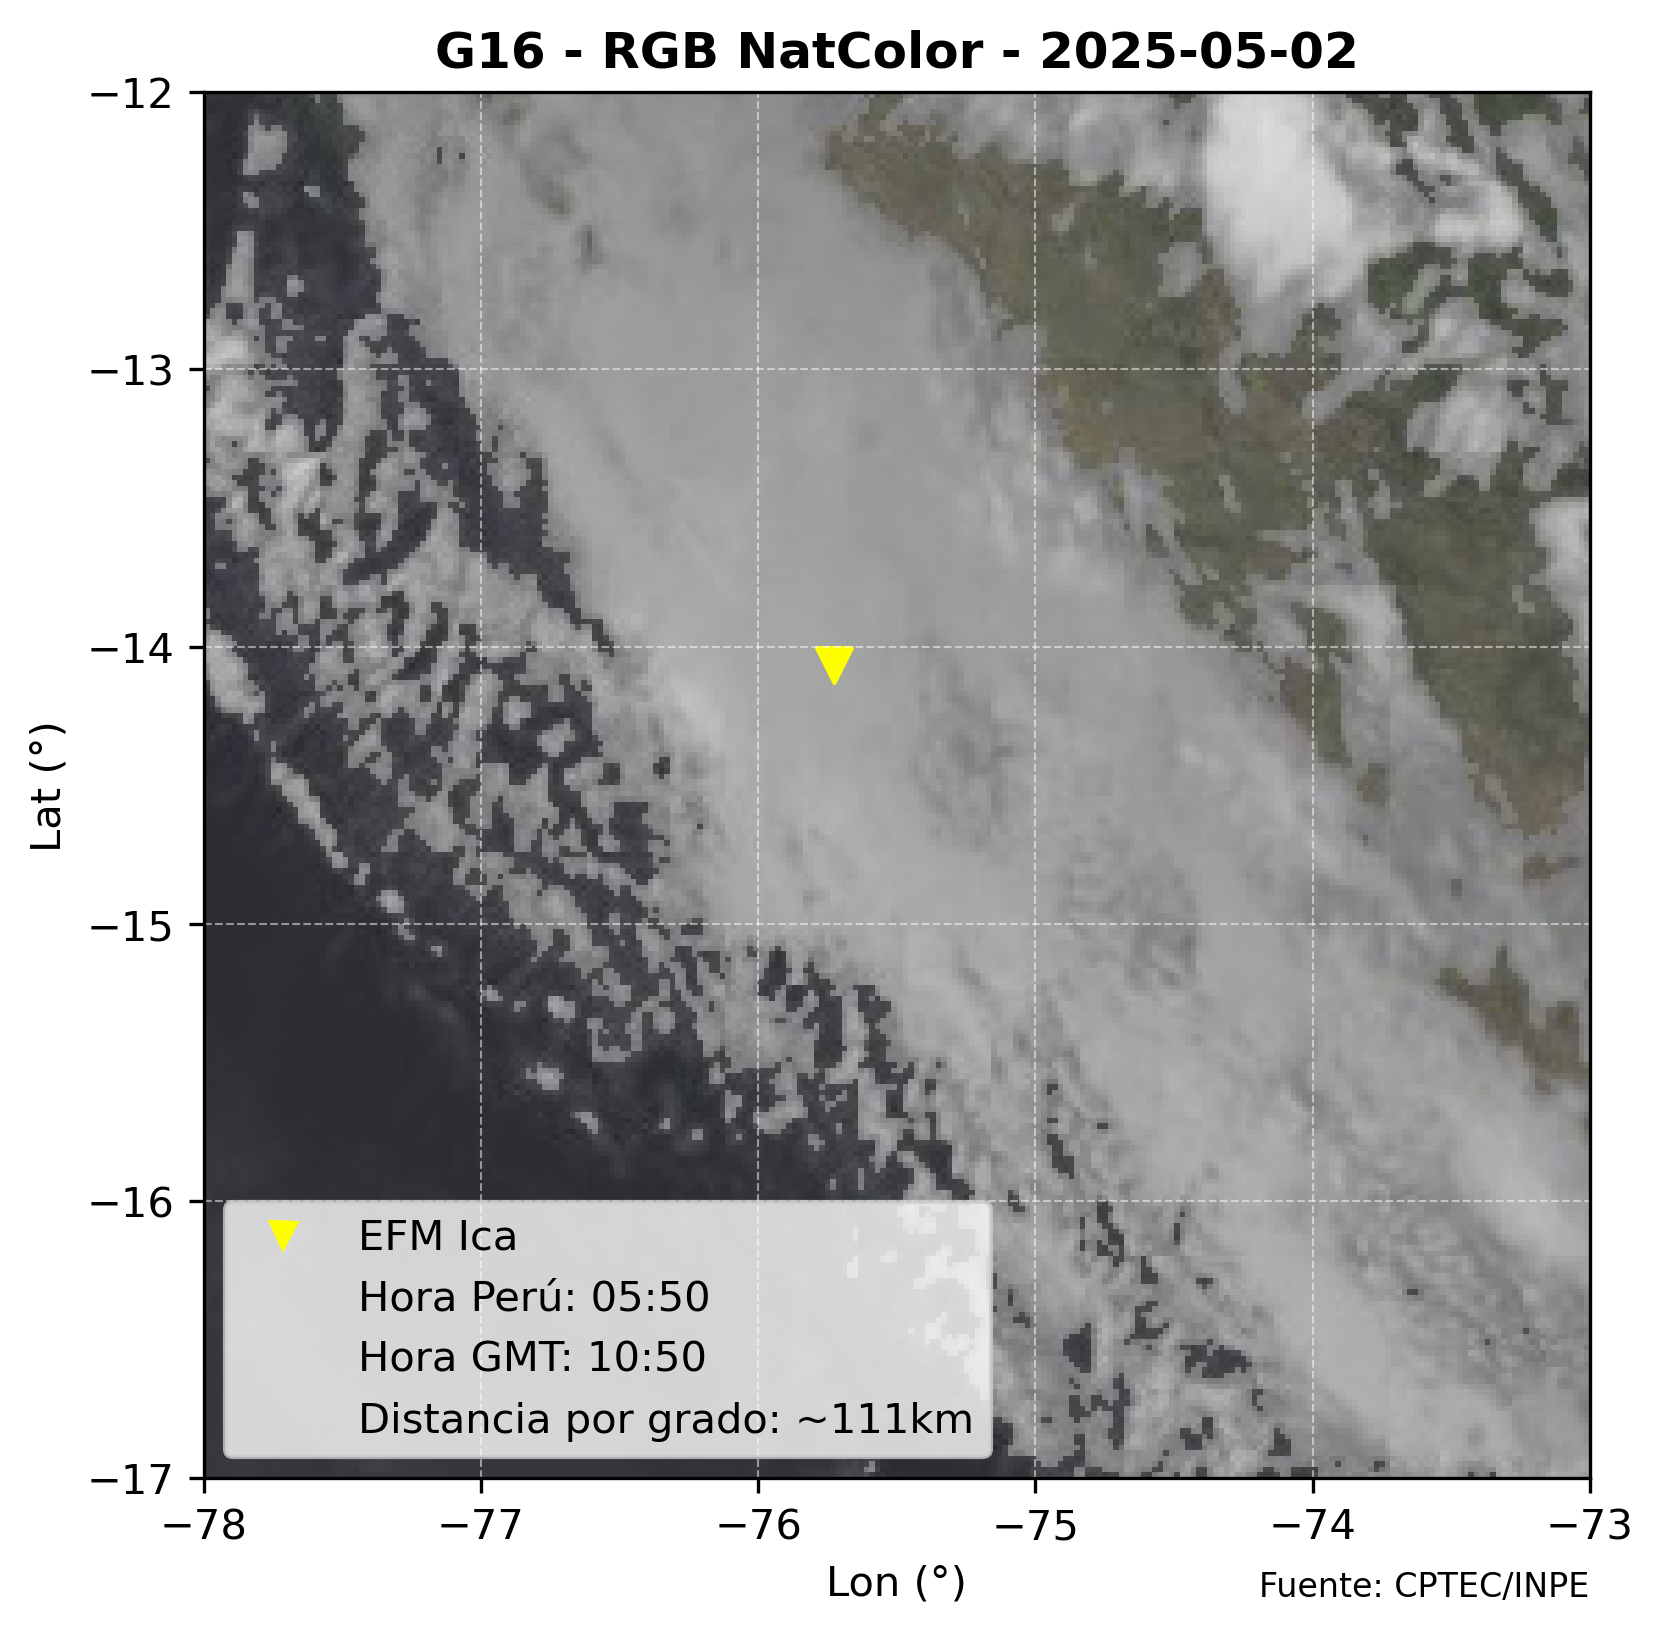 G16 - RGB NatColor - 2025-05-02
−12
−13
−14
−15
−16
−17
Lat (°)
EFM Ica
Hora Perú: 05:50
Hora GMT: 10:50
Distancia por grado: ~111km
−78 −77 −76 −75 −74 −73
Lon (°)
Fuente: CPTEC/INPE